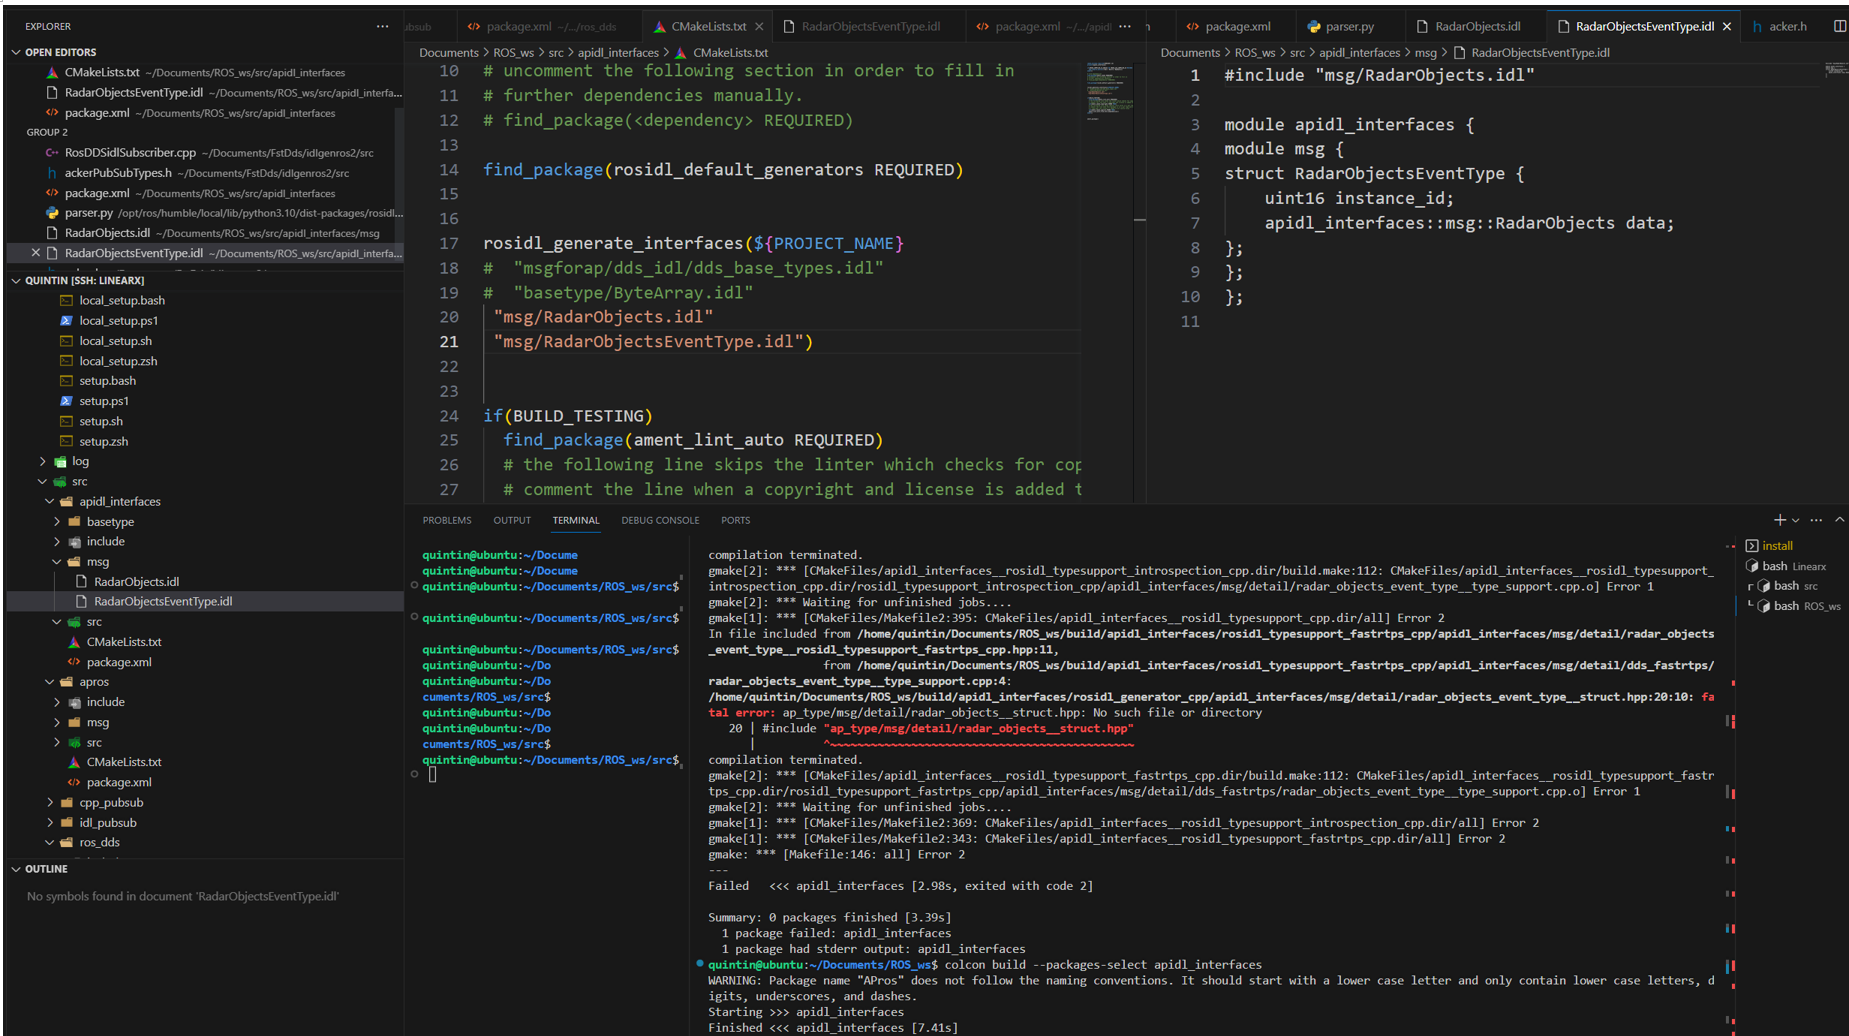 EXPLORER
OPEN EDITORS
CMakeLists.txt ~/Documents/ROS_ws/src/apidl_interfaces
RadarObjectsEventType.idl ~/Documents/ROS_ws/src/apidl_interfa...
package.xml ~/Documents/ROS_ws/src/apidl_interfaces
GROUP 2
RosDDSidlSubscriber.cpp ~/Documents/FstDds/idlgenros2/src
ackerPubSubTypes.h ~/Documents/FstDds/idlgenros2/src
package.xml ~/Documents/ROS_ws/src/apidl_interfaces
parser.py /opt/ros/humble/local/lib/python3.10/dist-packages/rosidl...
RadarObjects.idl ~/Documents/ROS_ws/src/apidl_interfaces/msg
RadarObjectsEventType.idl ~/Documents/ROS_ws/src/apidl_interfa...
QUINTIN [SSH: LINEARX]
local_setup.bash
local_setup.ps1
local_setup.sh
local_setup.zsh
setup.bash
setup.ps1
setup.sh
setup.zsh
log
src
apidl_interfaces
basetype
include
msg
RadarObjects.idl
RadarObjectsEventType.idl
src
CMakeLists.txt
package.xml
apros
include
msg
src
CMakeLists.txt
package.xml
cpp_pubsub
idl_pubsub
ros_dds
OUTLINE
No symbols found in document 'RadarObjectsEventType.idl'
ubsub
package.xml ~/.../ros_dds
CMakeLists.txt
RadarObjectsEventType.idl
package.xml ~/.../apidl
Documents > ROS_ws > src > apidl_interfaces > CMakeLists.txt
10 # uncomment the following section in order to fill in
11 # further dependencies manually.
12 # find_package(<dependency> REQUIRED)
13
14 find_package(rosidl_default_generators REQUIRED)
15
16
17 rosidl_generate_interfaces(${PROJECT_NAME}
18 # "msgforap/dds_idl/dds_base_types.idl"
19 # "basetype/ByteArray.idl"
20 "msg/RadarObjects.idl"
21 "msg/RadarObjectsEventType.idl")
22
23
24 if(BUILD_TESTING)
25 find_package(ament_lint_auto REQUIRED)
26 # the following line skips the linter which checks for cop
27 # comment the line when a copyright and license is added t
package.xml
parser.py
RadarObjects.idl
RadarObjectsEventType.idl
acker.h
Documents > ROS_ws > src > apidl_interfaces > msg > RadarObjectsEventType.idl
1 #include "msg/RadarObjects.idl"
2
3 module apidl_interfaces {
4 module msg {
5 struct RadarObjectsEventType {
6 uint16 instance_id;
7 apidl_interfaces::msg::RadarObjects data;
8 };
9 };
10 };
11
PROBLEMS OUTPUT TERMINAL DEBUG CONSOLE PORTS
quintin@ubuntu:~/Docume
quintin@ubuntu:~/Docume
quintin@ubuntu:~/Documents/ROS_ws/src$
quintin@ubuntu:~/Documents/ROS_ws/src$
quintin@ubuntu:~/Documents/ROS_ws/src$
quintin@ubuntu:~/Do
quintin@ubuntu:~/Do
cuments/ROS_ws/src$
quintin@ubuntu:~/Do
quintin@ubuntu:~/Do
cuments/ROS_ws/src$
quintin@ubuntu:~/Documents/ROS_ws/src$
compilation terminated.
gmake[2]: *** [CMakeFiles/apidl_interfaces__rosidl_typesupport_introspection_cpp.dir/build.make:112: CMakeFiles/apidl_interfaces__rosidl_typesupport_
introspection_cpp.dir/rosidl_typesupport_introspection_cpp/apidl_interfaces/msg/detail/radar_objects_event_type__type_support.cpp.o] Error 1
gmake[2]: *** Waiting for unfinished jobs....
gmake[1]: *** [CMakeFiles/Makefile2:395: CMakeFiles/apidl_interfaces__rosidl_typesupport_cpp.dir/all] Error 2
In file included from /home/quintin/Documents/ROS_ws/build/apidl_interfaces/rosidl_typesupport_fastrtps_cpp/apidl_interfaces/msg/detail/radar_objects
_event_type__rosidl_typesupport_fastrtps_cpp.hpp:11,
from /home/quintin/Documents/ROS_ws/build/apidl_interfaces/rosidl_typesupport_fastrtps_cpp/apidl_interfaces/msg/detail/dds_fastrtps/
radar_objects_event_type__type_support.cpp:4:
/home/quintin/Documents/ROS_ws/build/apidl_interfaces/rosidl_generator_cpp/apidl_interfaces/msg/detail/radar_objects_event_type__struct.hpp:20:10: fa
tal error: ap_type/msg/detail/radar_objects__struct.hpp: No such file or directory
20 | #include "ap_type/msg/detail/radar_objects__struct.hpp"
| ^~~~~~~~~~~~~~~~~~~~~~~~~~~~~~~~~~~~~~~~~~~~~~
compilation terminated.
gmake[2]: *** [CMakeFiles/apidl_interfaces__rosidl_typesupport_fastrtps_cpp.dir/build.make:112: CMakeFiles/apidl_interfaces__rosidl_typesupport_fastr
tps_cpp.dir/rosidl_typesupport_fastrtps_cpp/apidl_interfaces/msg/detail/dds_fastrtps/radar_objects_event_type__type_support.cpp.o] Error 1
gmake[2]: *** Waiting for unfinished jobs....
gmake[1]: *** [CMakeFiles/Makefile2:369: CMakeFiles/apidl_interfaces__rosidl_typesupport_introspection_cpp.dir/all] Error 2
gmake[1]: *** [CMakeFiles/Makefile2:343: CMakeFiles/apidl_interfaces__rosidl_typesupport_fastrtps_cpp.dir/all] Error 2
gmake: *** [Makefile:146: all] Error 2
---
Failed <<< apidl_interfaces [2.98s, exited with code 2]
Summary: 0 packages finished [3.39s]
1 package failed: apidl_interfaces
1 package had stderr output: apidl_interfaces
quintin@ubuntu:~/Documents/ROS_ws$ colcon build --packages-select apidl_interfaces
WARNING: Package name "APros" does not follow the naming conventions. It should start with a lower case letter and only contain lower case letters, d
igits, underscores, and dashes.
Starting >>> apidl_interfaces
Finished <<< apidl_interfaces [7.41s]
install
bash Linearx
bash src
bash ROS_ws